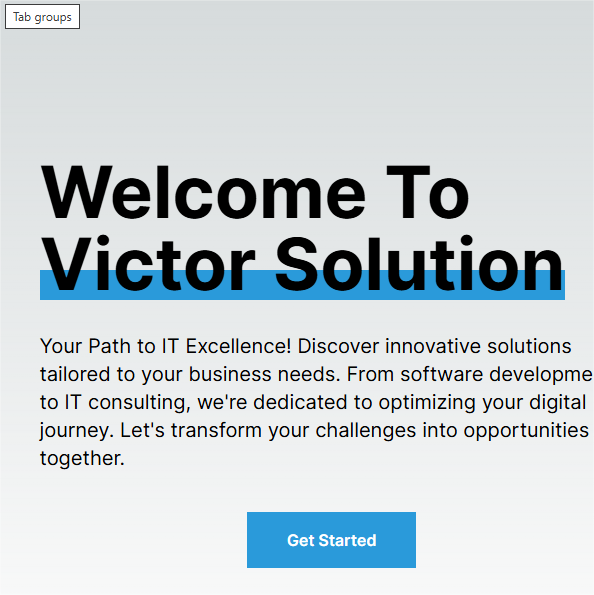 Tab groups
Welcome To
Victor Solution
Your Path to IT Excellence! Discover innovative solutions
tailored to your business needs. From software developme
to IT consulting, we're dedicated to optimizing your digital
journey. Let's transform your challenges into opportunities
together.
Get Started